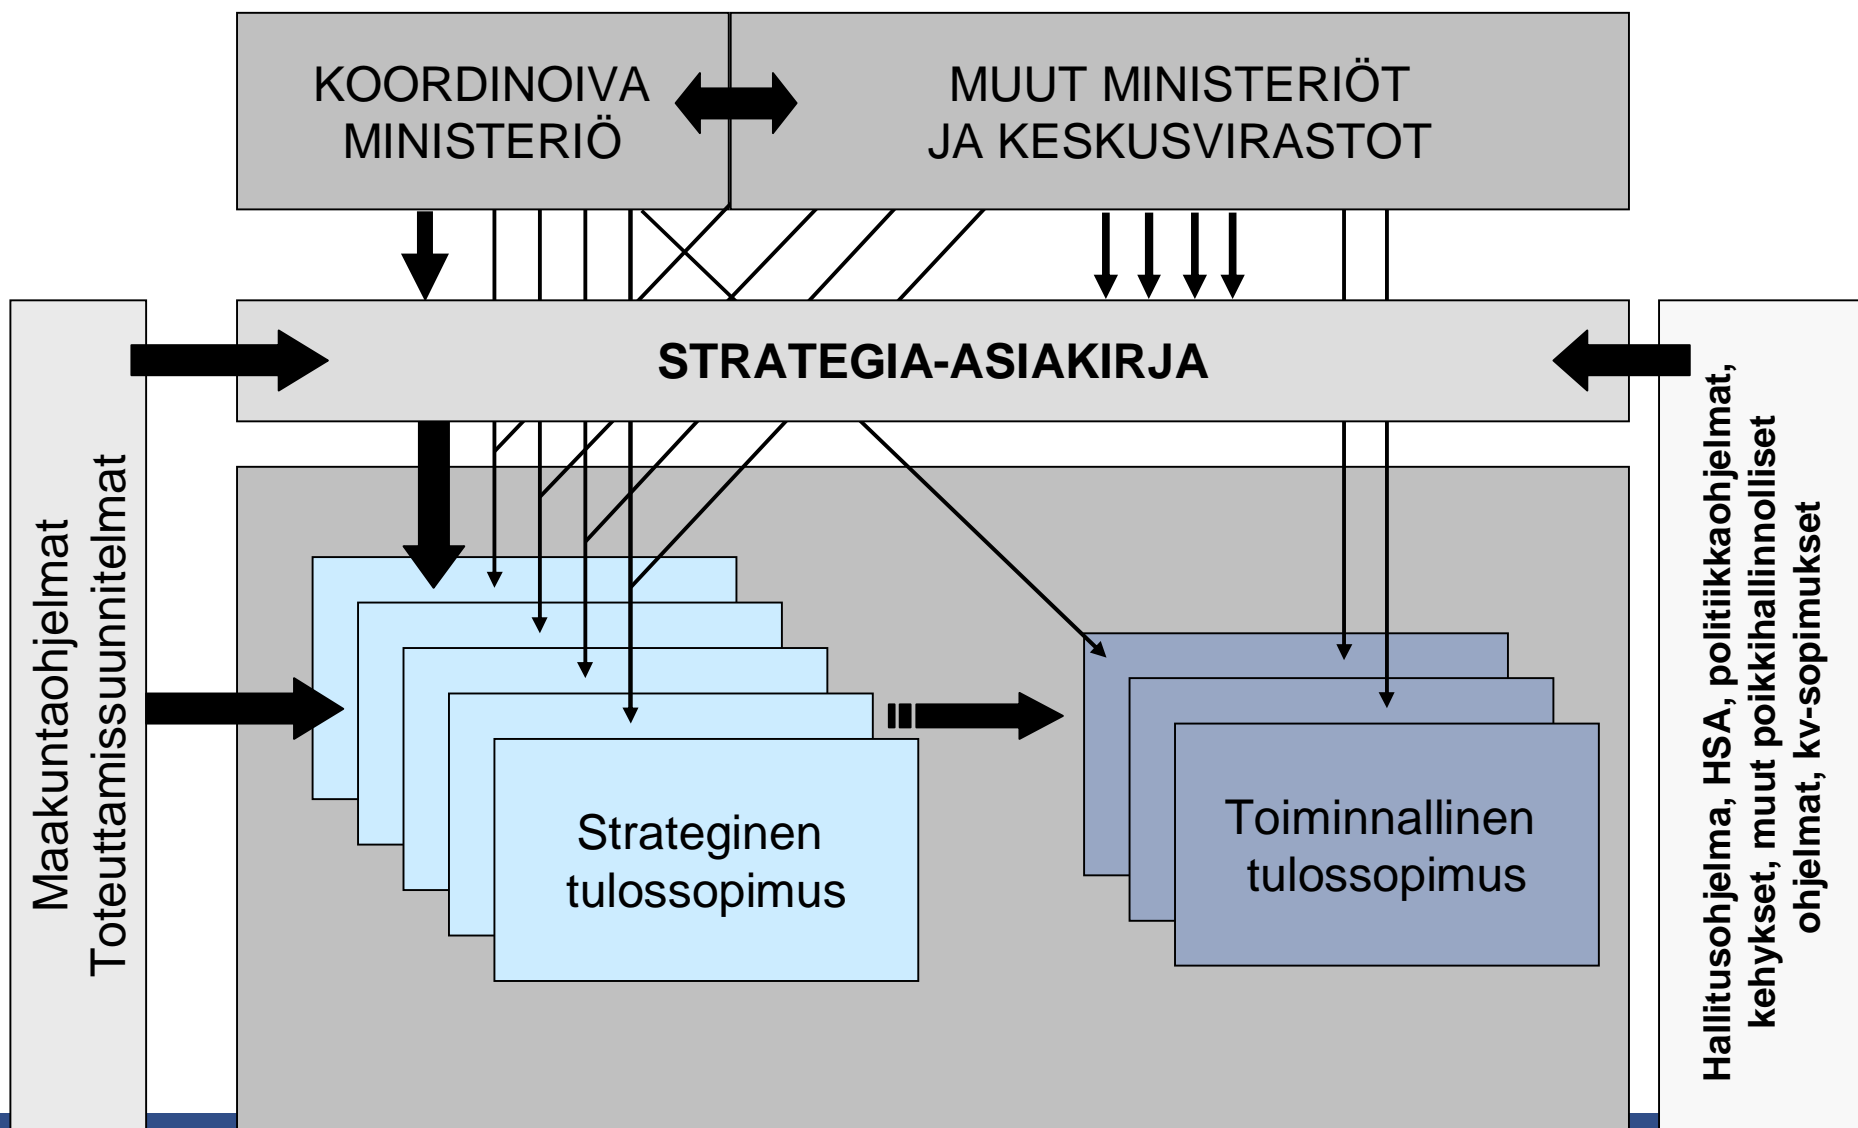 KOORDINOIVA
MINISTERIÖ
MUUT MINISTERIÖT
JA KESKUSVIRASTOT
STRATEGIA-ASIAKIRJA
Maakuntaohjelmat
Toteuttamissuunnitelmat
Strateginen
tulossopimus
Toiminnallinen
tulossopimus
Hallitusohjelma, HSA, politiikkaohjelmat,
kehykset, muut poikkihallinnolliset
ohjelmat, kv-sopimukset